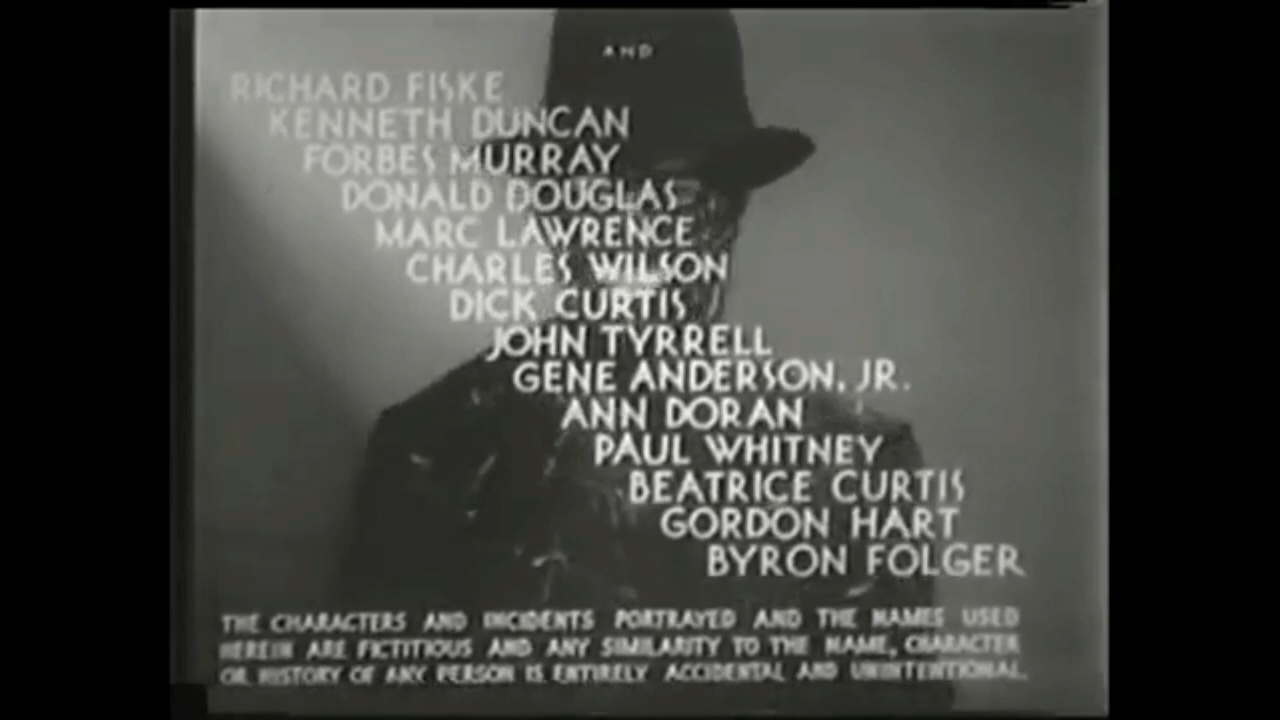 AND
RICHARD FISKE
KENNETH DUNCAN
FORBES MURRAY
DONALD DOUGLAS
MARC LAWRENCE
CHARLES WILSON
DICK CURTIS
JOHN TYRRELL
GENE ANDERSON, JR.
ANN DORAN
PAUL WHITNEY
BEATRICE CURTIS
GORDON HART
BYRON FOLGER
THE CHARACTERS AND INCIDENTS PORTRAYED AND THE NAMES USED
HEREIN ARE FICTITIOUS AND ANY SIMILARITY TO THE NAME, CHARACTER
OR HISTORY OF ANY PERSON IS ENTIRELY ACCIDENTAL AND UNINTENTIONAL.